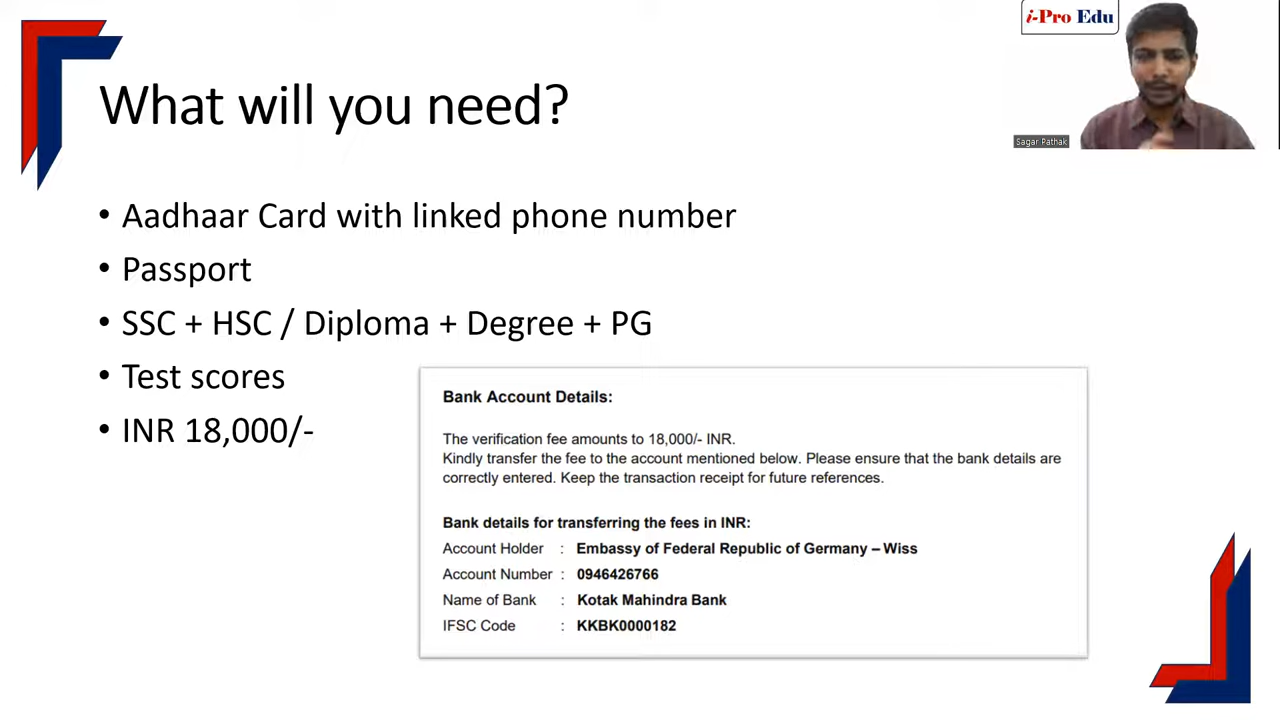 i-Pro Edu
Sagar Pathak
What will you need?
• Aadhaar Card with linked phone number
• Passport
• SSC + HSC / Diploma + Degree + PG
• Test scores
• INR 18,000/-
Bank Account Details:
The verification fee amounts to 18,000/- INR.
Kindly transfer the fee to the account mentioned below. Please ensure that the bank details are
correctly entered. Keep the transaction receipt for future references.
Bank details for transferring the fees in INR:
Account Holder : Embassy of Federal Republic of Germany – Wiss
Account Number : 0946426766
Name of Bank : Kotak Mahindra Bank
IFSC Code : KKBK0000182